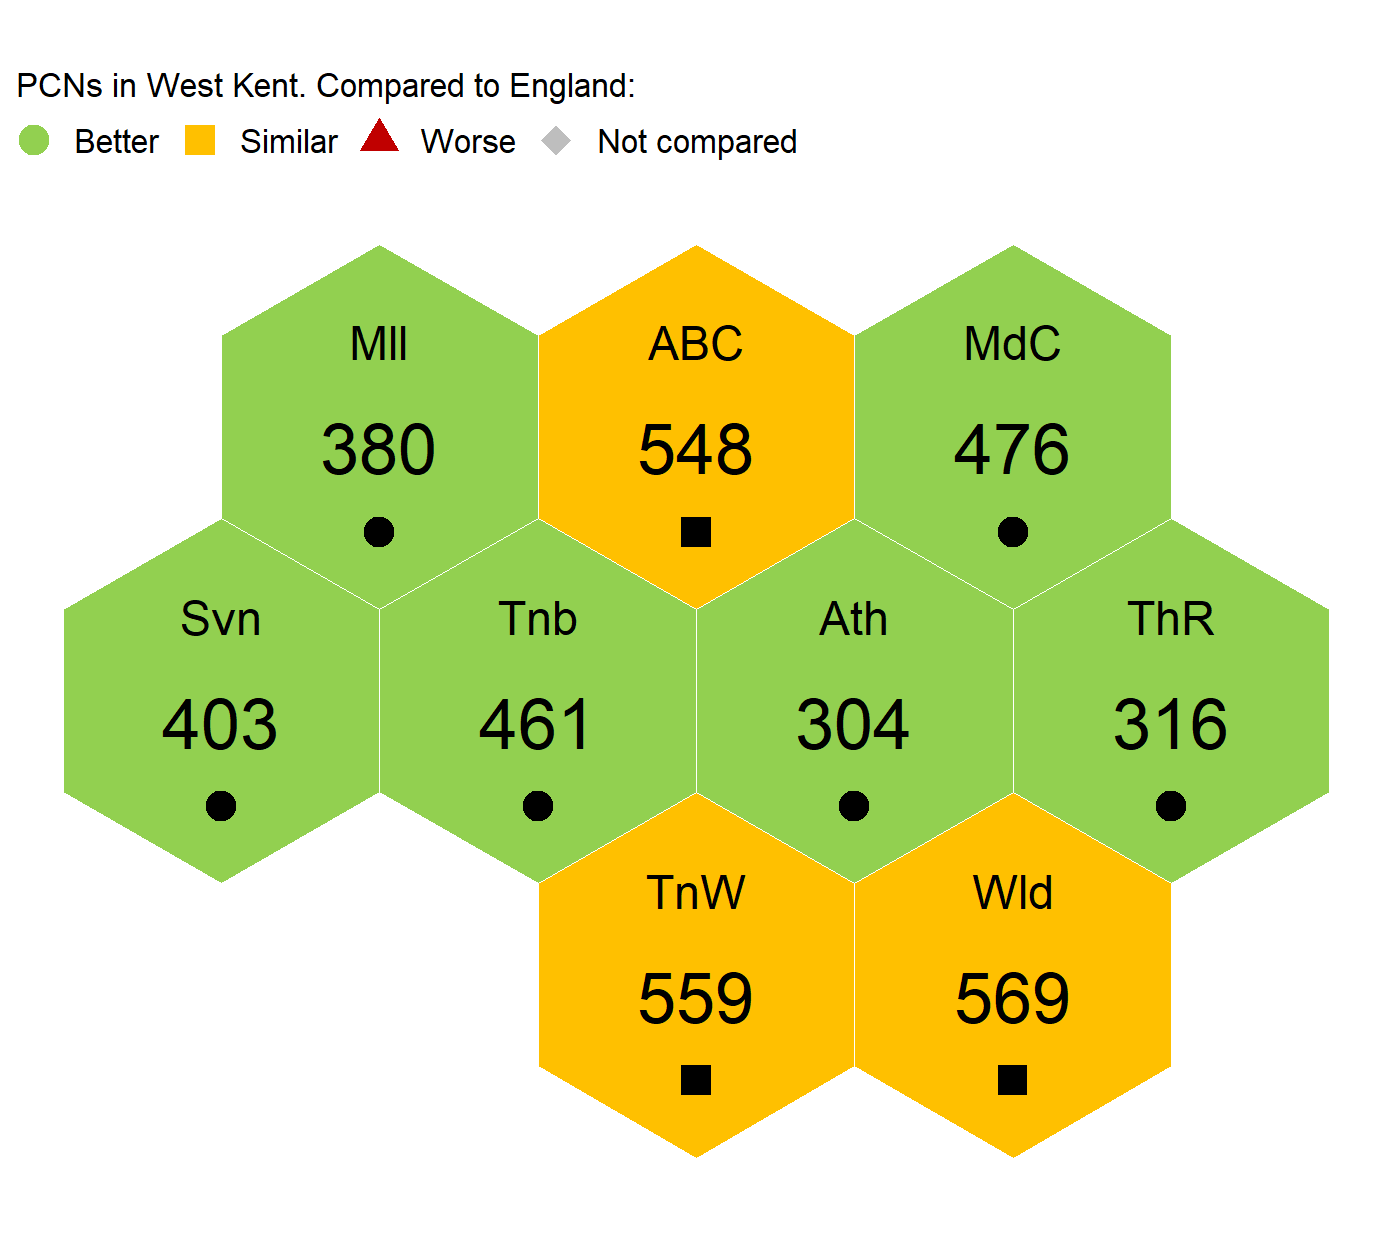 PCNs in West Kent. Compared to England:
Better Similar Worse Not compared
Mll ABC MdC
380 548 476
Svn Tnb Ath ThR
403 461 304 316
TnW Wld
559 569